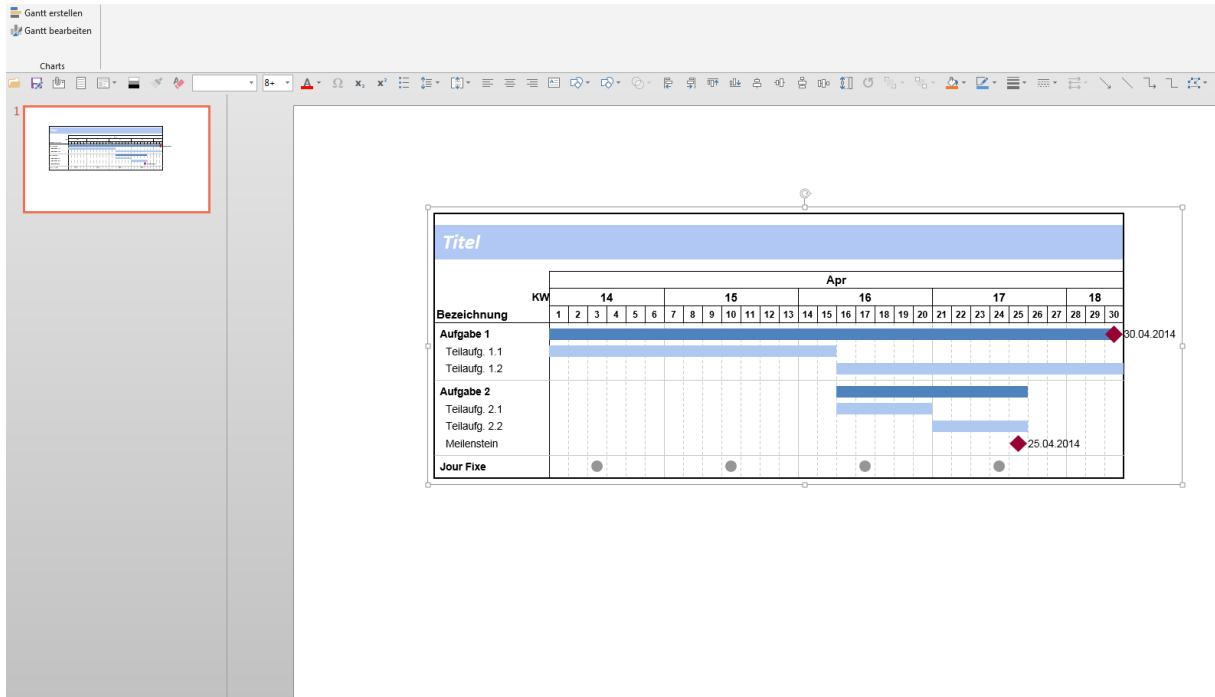 Gantt erstellen
Gantt bearbeiten
Charts
8+
A Ω x₂ x²
1
Titel
Apr
KW 14 15 16 17 18
Bezeichnung 1 2 3 4 5 6 7 8 9 10 11 12 13 14 15 16 17 18 19 20 21 22 23 24 25 26 27 28 29 30
Aufgabe 1 30.04.2014
Teilaufg. 1.1
Teilaufg. 1.2
Aufgabe 2
Teilaufg. 2.1
Teilaufg. 2.2
Meilenstein 25.04.2014
Jour Fixe